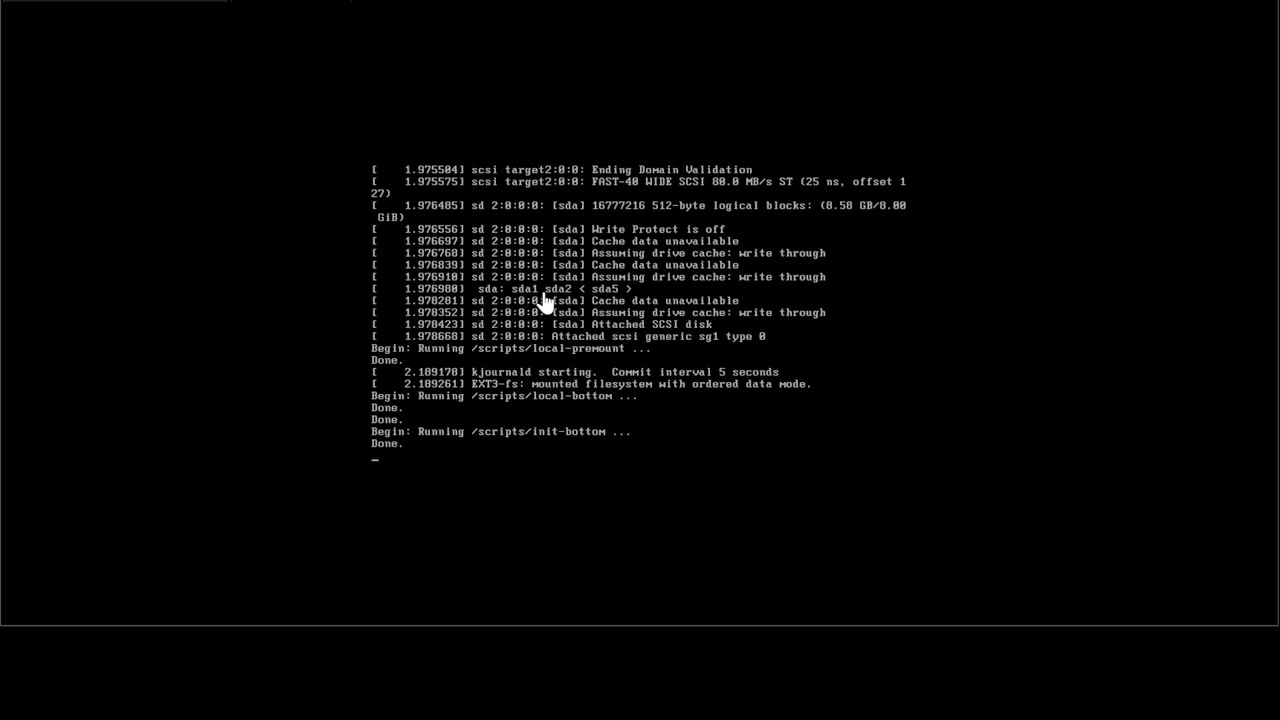 [    1.975504] scsi target2:0:0: Ending Domain Validation
[    1.975575] scsi target2:0:0: FAST-40 WIDE SCSI 80.0 MB/s ST (25 ns, offset 1
27)
[    1.976485] sd 2:0:0:0: [sda] 16777216 512-byte logical blocks: (8.58 GB/8.00
 GiB)
[    1.976556] sd 2:0:0:0: [sda] Write Protect is off
[    1.976697] sd 2:0:0:0: [sda] Cache data unavailable
[    1.976768] sd 2:0:0:0: [sda] Assuming drive cache: write through
[    1.976839] sd 2:0:0:0: [sda] Cache data unavailable
[    1.976910] sd 2:0:0:0: [sda] Assuming drive cache: write through
[    1.976980]  sda: sda1 sda2 < sda5 >
[    1.978281] sd 2:0:0:0: [sda] Cache data unavailable
[    1.978352] sd 2:0:0:0: [sda] Assuming drive cache: write through
[    1.978423] sd 2:0:0:0: [sda] Attached SCSI disk
[    1.978668] sd 2:0:0:0: Attached scsi generic sg1 type 0
Begin: Running /scripts/local-premount ...
Done.
[    2.189178] kjournald starting.  Commit interval 5 seconds
[    2.189261] EXT3-fs: mounted filesystem with ordered data mode.
Begin: Running /scripts/local-bottom ...
Done.
Done.
Begin: Running /scripts/init-bottom ...
Done.